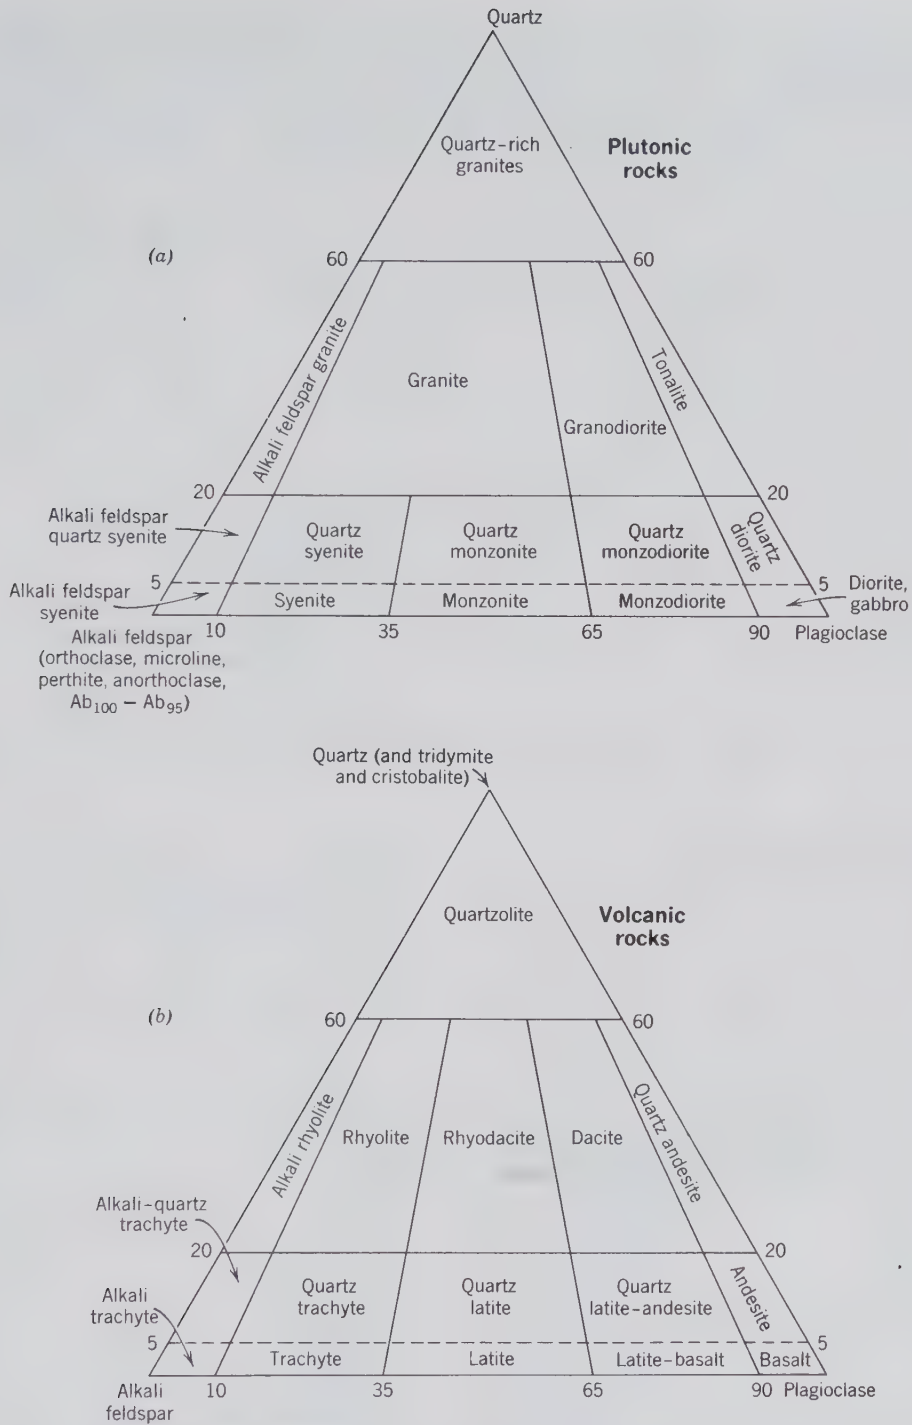 Quartz
Quartz-rich
granites
Plutonic
rocks
(a)
60
60
Alkali feldspar granite
Granite
Granodiorite
Tonalite
20
20
Alkali feldspar
quartz syenite
Quartz
syenite
Quartz
monzonite
Quartz
monzodiorite
Quartz
diorite
5
5
Alkali feldspar
syenite
Syenite
Monzonite
Monzodiorite
Diorite,
gabbro
10
35
65
90
Plagioclase
Alkali feldspar
(orthoclase, microline,
perthite, anorthoclase,
Ab100 – Ab95)
Quartz (and tridymite
and cristobalite)
Quartzolite
Volcanic
rocks
(b)
60
60
Alkali rhyolite
Rhyolite
Rhyodacite
Dacite
Quartz andesite
Alkali-quartz
trachyte
20
20
Alkali
trachyte
Quartz
trachyte
Quartz
latite
Quartz
latite-andesite
Andesite
5
5
Trachyte
Latite
Latite-basalt
Basalt
Alkali
feldspar
10
35
65
90
Plagioclase